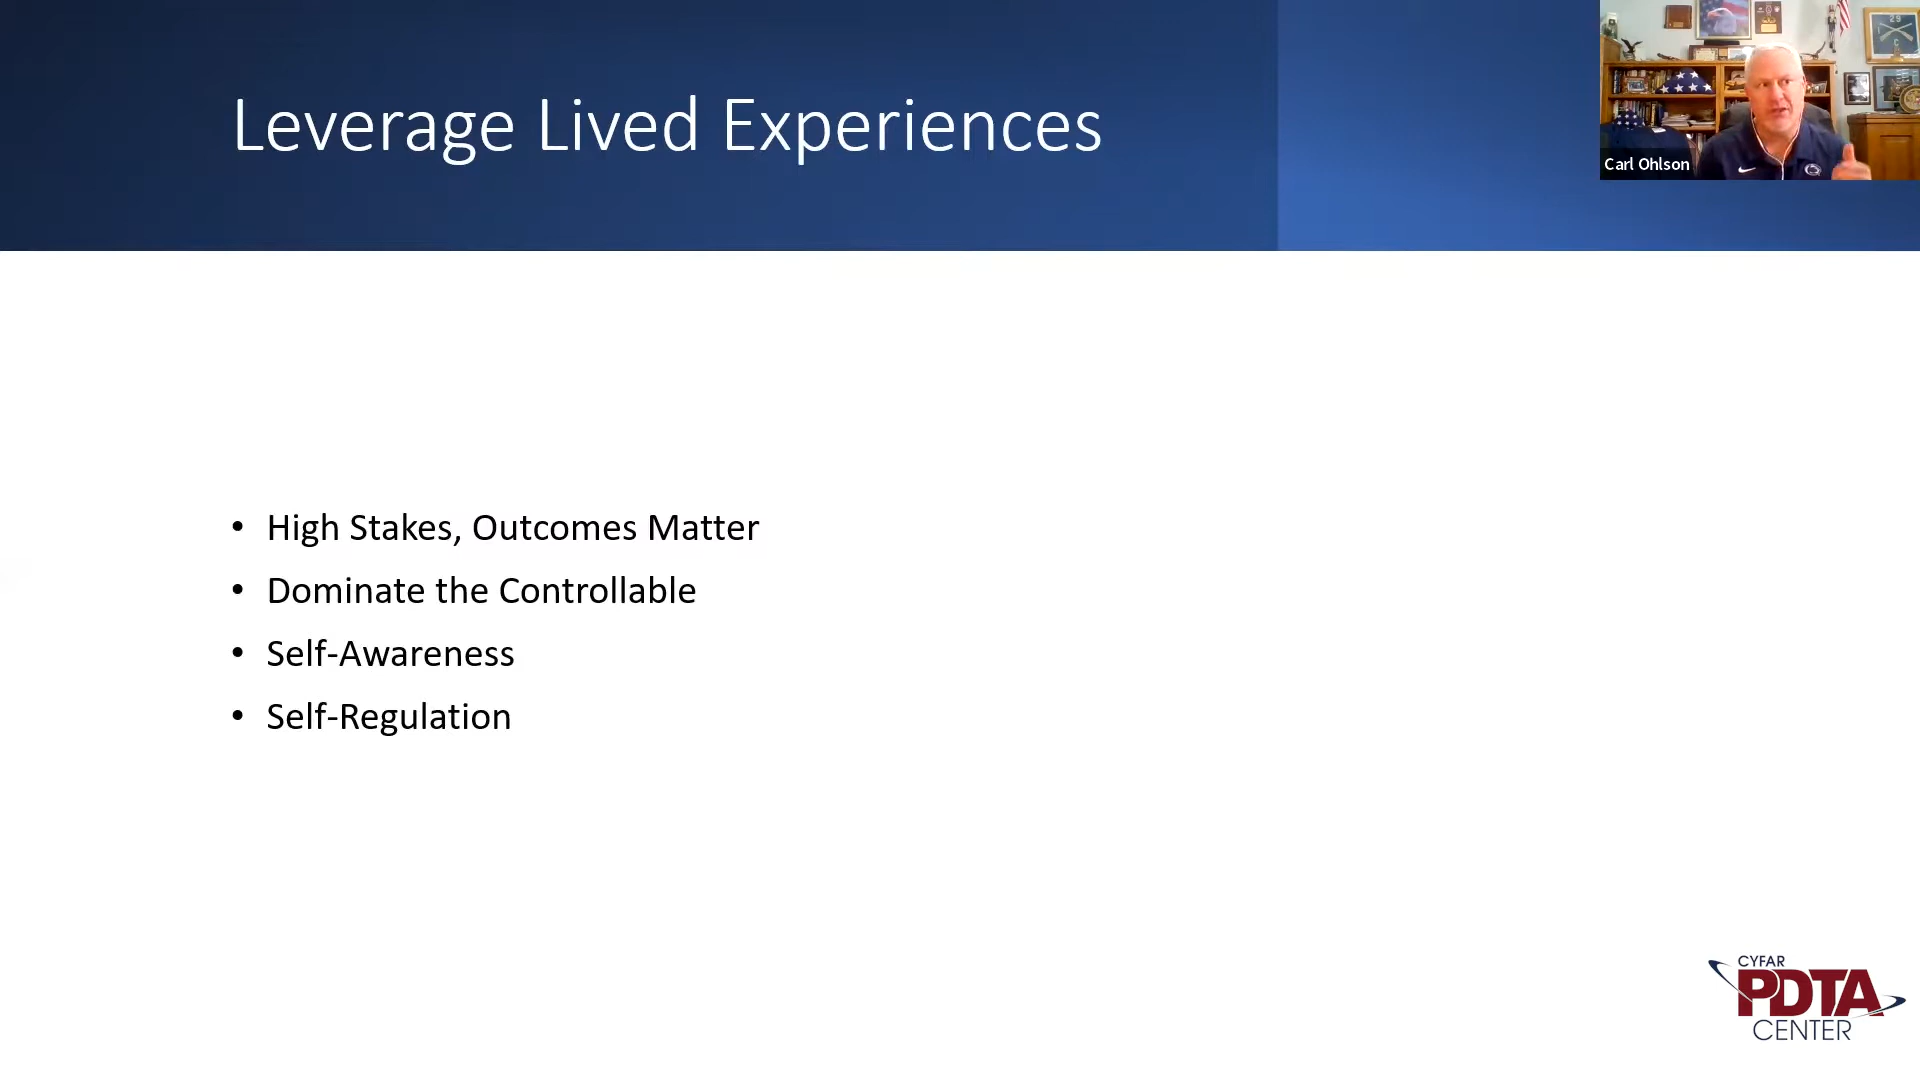 Leverage Lived Experiences
Carl Ohlson
29
C
• High Stakes, Outcomes Matter
• Dominate the Controllable
• Self-Awareness
• Self-Regulation
CYFAR
PDTA
CENTER